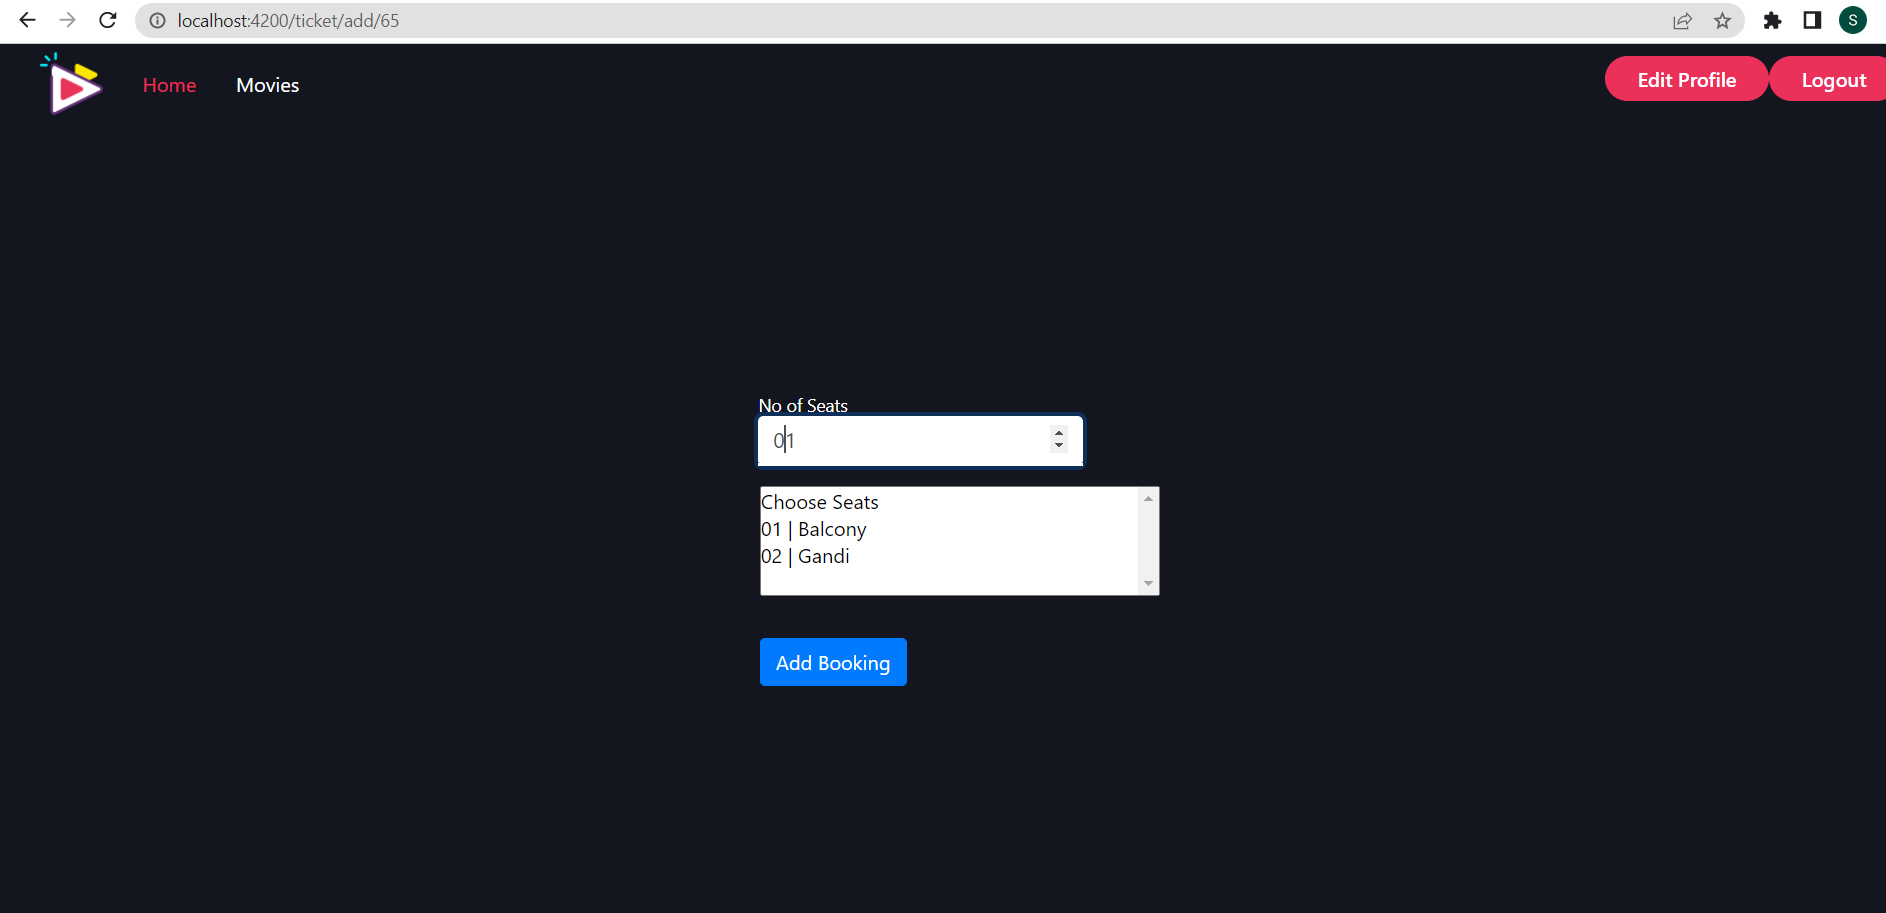 localhost:4200/ticket/add/65
S
Home Movies Edit Profile Logout
No of Seats
01
Choose Seats
01 | Balcony
02 | Gandi
Add Booking